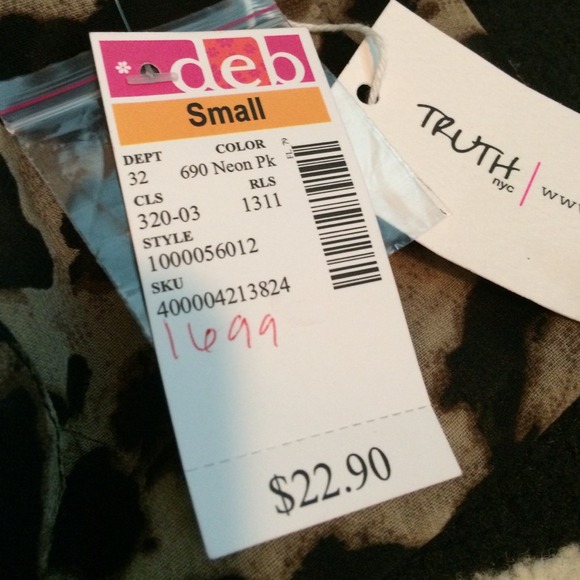 deb
Small
DEPT COLOR
32 690 Neon Pk
CLS RLS
320-03 1311
STYLE
1000056012
SKU
400004213824
1699
$22.90
TRUTH
nyc
www